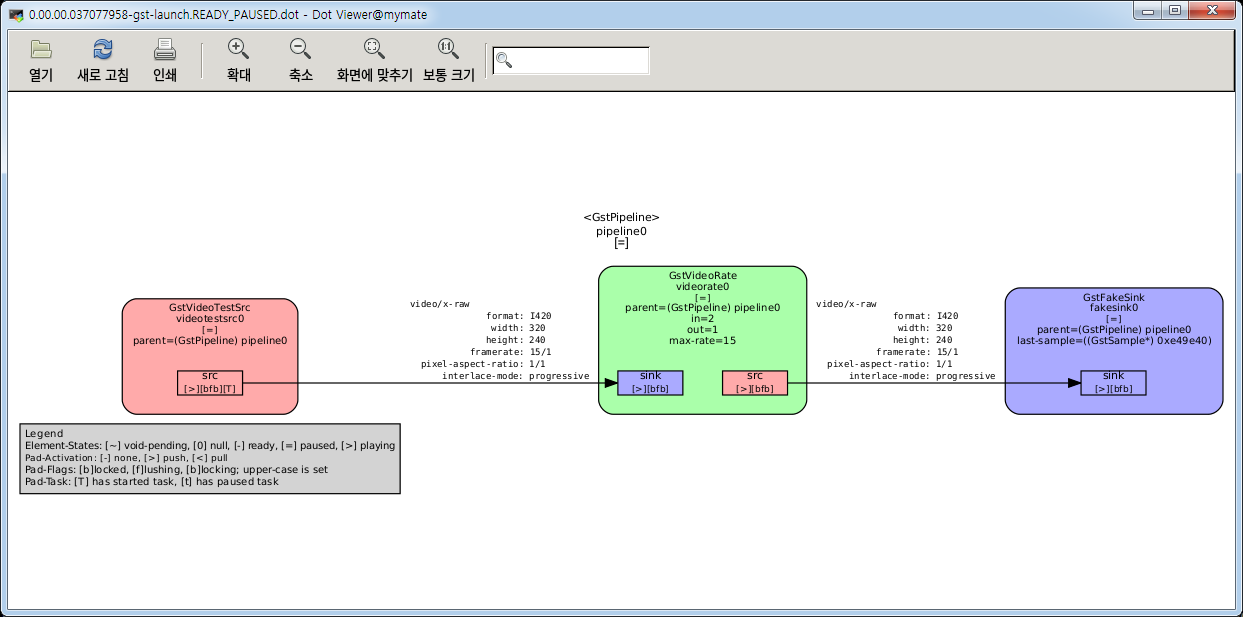 0.00.00.037077958-gst-launch.READY_PAUSED.dot - Dot Viewer@mymate
열기
새로 고침
인쇄
확대
축소
화면에 맞추기
보통 크기
<GstPipeline>
pipeline0
[=]
GstVideoTestSrc
videotestsrc0
[=]
parent=(GstPipeline) pipeline0
src
[>][bfb][T]
video/x-raw
format: I420
width: 320
height: 240
framerate: 15/1
pixel-aspect-ratio: 1/1
interlace-mode: progressive
GstVideoRate
videorate0
[=]
parent=(GstPipeline) pipeline0
in=2
out=1
max-rate=15
sink
[>][bfb]
src
[>][bfb]
video/x-raw
format: I420
width: 320
height: 240
framerate: 15/1
pixel-aspect-ratio: 1/1
interlace-mode: progressive
GstFakeSink
fakesink0
[=]
parent=(GstPipeline) pipeline0
last-sample=((GstSample*) 0xe49e40)
sink
[>][bfb]
Legend
Element-States: [~] void-pending, [0] null, [-] ready, [=] paused, [>] playing
Pad-Activation: [-] none, [>] push, [<] pull
Pad-Flags: [b]locked, [f]lushing, [b]locking; upper-case is set
Pad-Task: [T] has started task, [t] has paused task